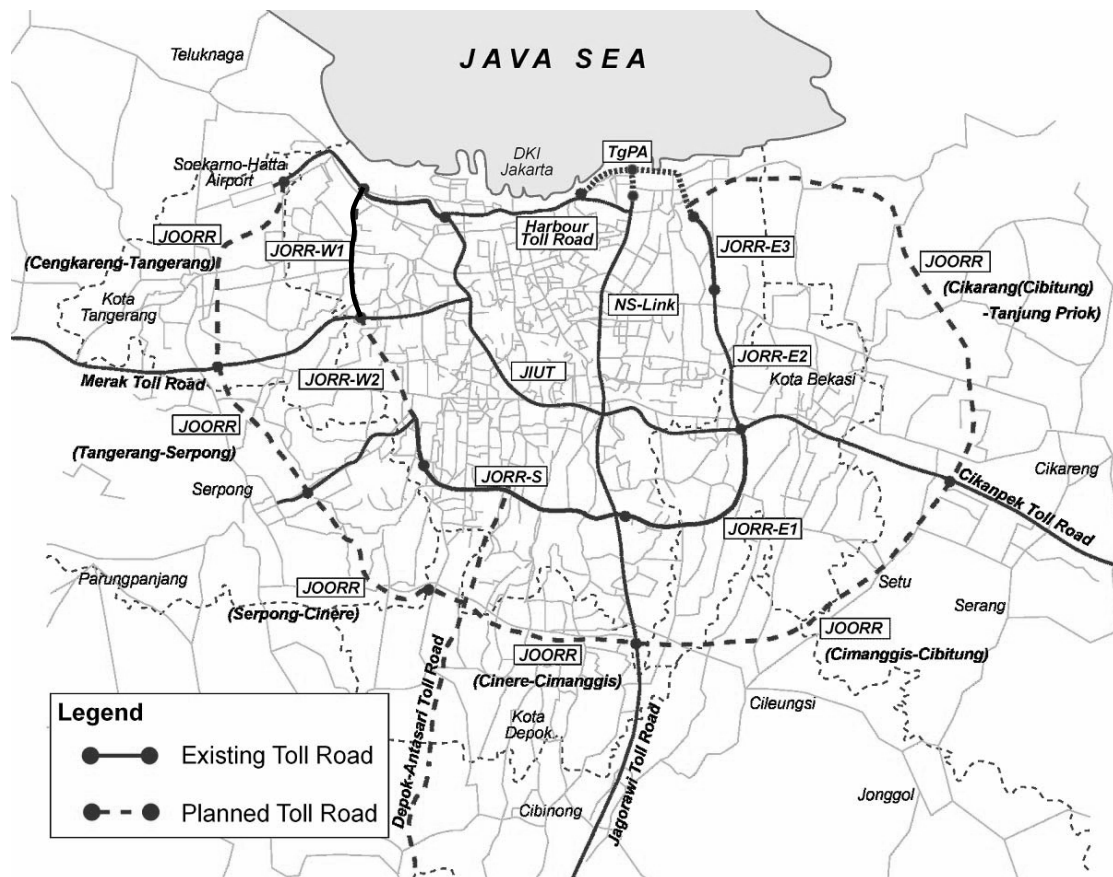 Teluknaga
JAVA SEA
DKI
Jakarta
TgPA
Soekarno-Hatta
Airport
JOORR
(Cengkareng-Tangerang)
JORR-W1
Harbour
Toll Road
JORR-E3
JOORR
(Cikarang(Cibitung)
-Tanjung Priok)
Kota
Tangerang
NS-Link
Merak Toll Road
JORR-W2
JIUT
JORR-E2
Kota Bekasi
JOORR
(Tangerang-Serpong)
Serpong
JORR-S
Cikareng
Cikanpek Toll Road
JORR-E1
Parungpanjang
JOORR
(Serpong-Cinere)
Setu
Serang
JOORR
(Cimanggis-Cibitung)
JOORR
(Cinere-Cimanggis)
Depok-Antasari Toll Road
Kota
Depok
Jagorawi Toll Road
Cileungsi
Cibinong
Jonggol
Legend
Existing Toll Road
Planned Toll Road